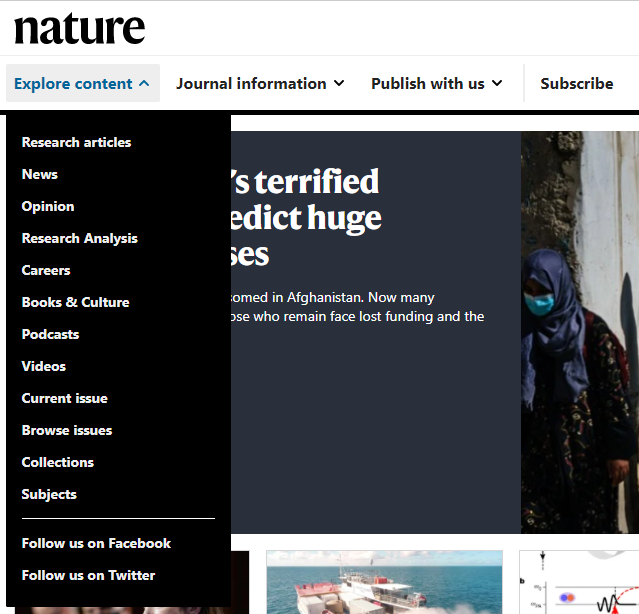 nature
Explore content
Journal information
Publish with us
Subscribe
Research articles
News
Opinion
Research Analysis
Careers
Books & Culture
Podcasts
Videos
Current issue
Browse issues
Collections
Subjects
Follow us on Facebook
Follow us on Twitter
's terrified
edict huge
ses
somed in Afghanistan. Now many
ose who remain face lost funding and the
b